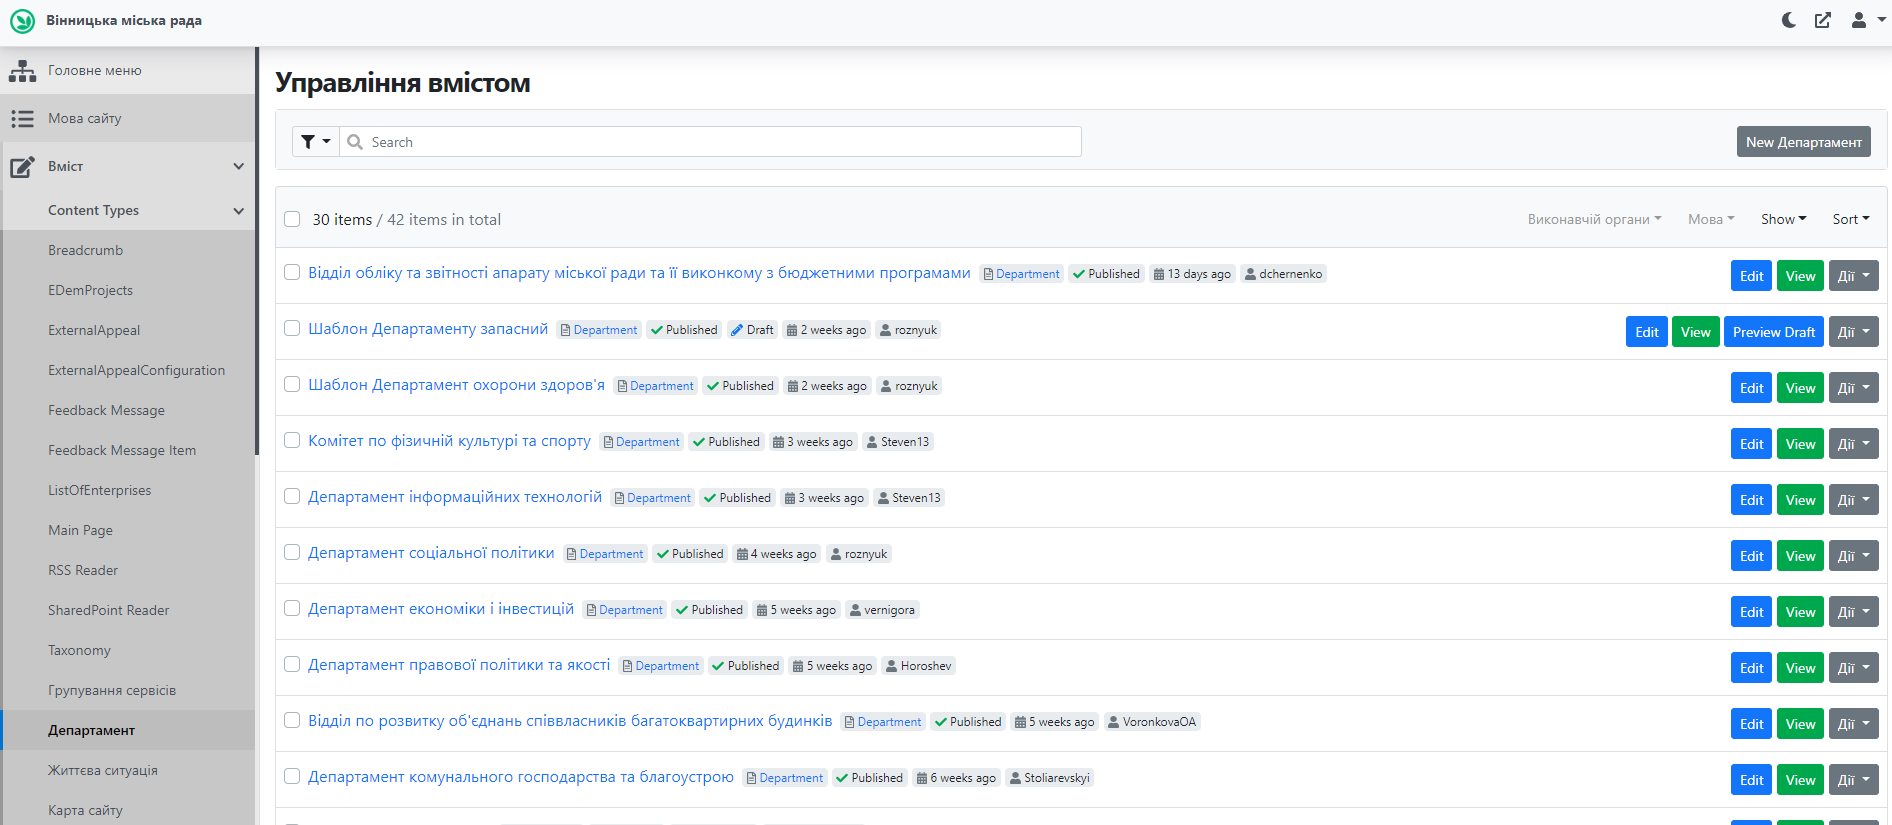 Вінницька міська рада
Головне меню
Мова сайту
Вміст
Content Types
Breadcrumb
EDemProjects
ExternalAppeal
ExternalAppealConfiguration
Feedback Message
Feedback Message Item
ListOfEnterprises
Main Page
RSS Reader
SharedPoint Reader
Taxonomy
Групування сервісів
Департамент
Життєва ситуація
Карта сайту
Управління вмістом
Search
New Департамент
30 items / 42 items in total
Виконавчій органи Мова Show Sort
Відділ обліку та звітності апарату міської ради та її виконкому з бюджетними програмами Department Published 13 days ago dchernenko Edit View Дії
Шаблон Департаменту запасний Department Published Draft 2 weeks ago roznyuk Edit View Preview Draft Дії
Шаблон Департамент охорони здоров'я Department Published 2 weeks ago roznyuk Edit View Дії
Комітет по фізичній культурі та спорту Department Published 3 weeks ago Steven13 Edit View Дії
Департамент інформаційних технологій Department Published 3 weeks ago Steven13 Edit View Дії
Департамент соціальної політики Department Published 4 weeks ago roznyuk Edit View Дії
Департамент економіки і інвестицій Department Published 5 weeks ago vernigora Edit View Дії
Департамент правової політики та якості Department Published 5 weeks ago Horoshev Edit View Дії
Відділ по розвитку об'єднань співвласників багатоквартирних будинків Department Published 5 weeks ago VoronkovaOA Edit View Дії
Департамент комунального господарства та благоустрою Department Published 6 weeks ago Stoliarevskyi Edit View Дії